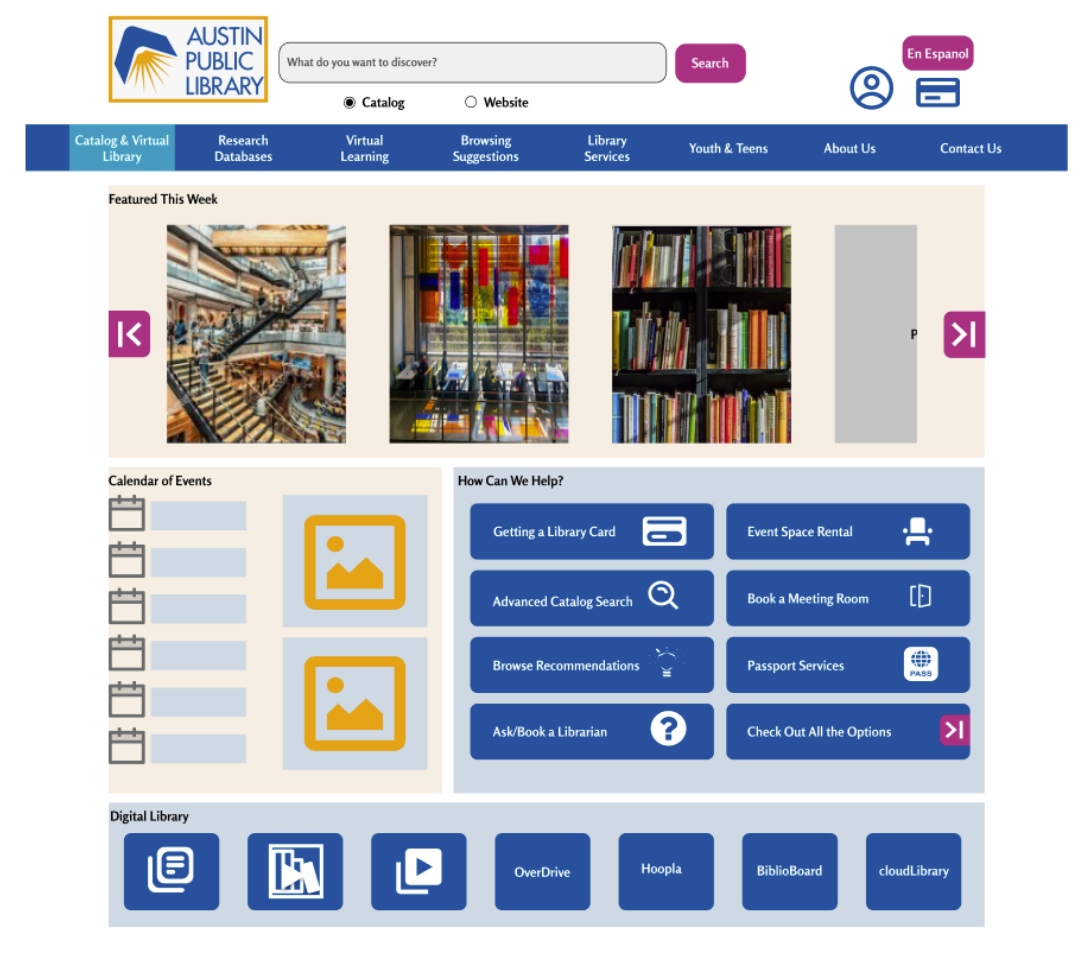 AUSTIN
PUBLIC
LIBRARY
What do you want to discover?
Search
En Espanol
Catalog
Website
Catalog & Virtual
Library
Research
Databases
Virtual
Learning
Browsing
Suggestions
Library
Services
Youth & Teens
About Us
Contact Us
Featured This Week
P
Calendar of Events
How Can We Help?
Getting a Library Card
Event Space Rental
Advanced Catalog Search
Book a Meeting Room
Browse Recommendations
Passport Services
PASS
Ask/Book a Librarian
?
Check Out All the Options
Digital Library
OverDrive
Hoopla
BiblioBoard
cloudLibrary